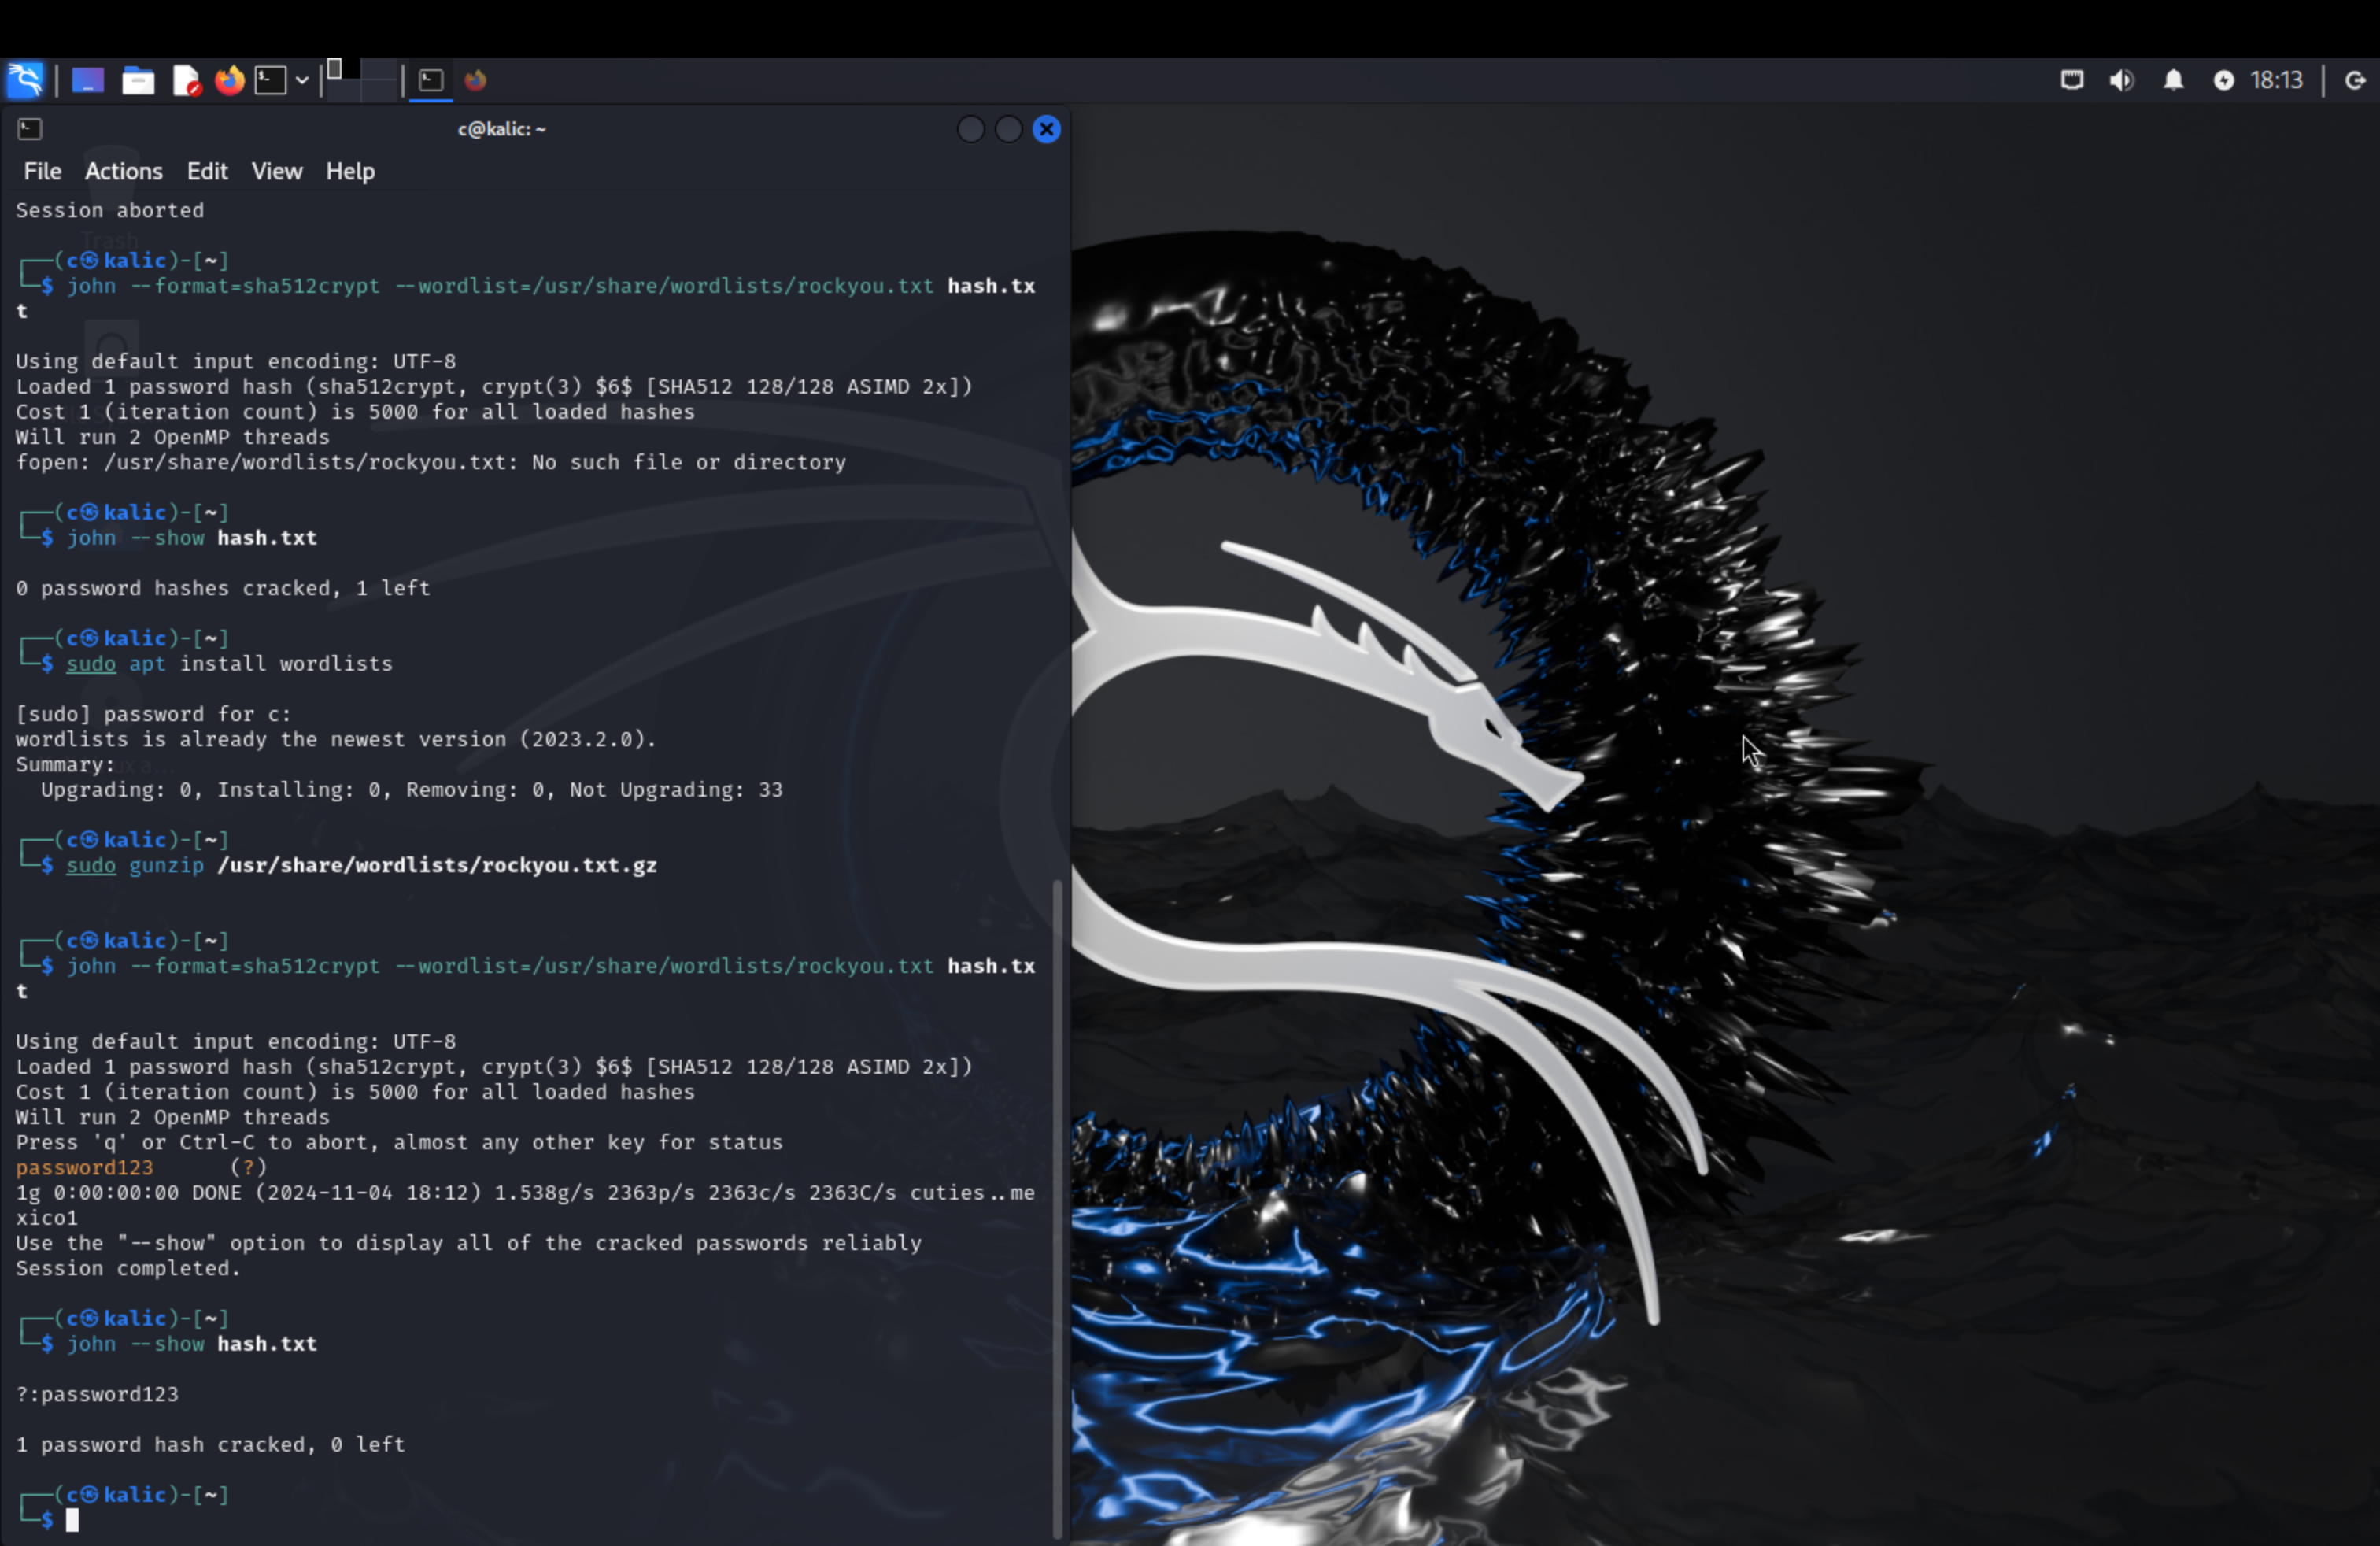 18:13
c@kalic: ~
File Actions Edit View Help
Session aborted
Trash
┌──(c㉿kalic)-[~]
└─$ john --format=sha512crypt --wordlist=/usr/share/wordlists/rockyou.txt hash.tx
t
Using default input encoding: UTF-8
Loaded 1 password hash (sha512crypt, crypt(3) $6$ [SHA512 128/128 ASIMD 2x])
Cost 1 (iteration count) is 5000 for all loaded hashes
Will run 2 OpenMP threads
fopen: /usr/share/wordlists/rockyou.txt: No such file or directory
┌──(c㉿kalic)-[~]
└─$ john --show hash.txt
0 password hashes cracked, 1 left
┌──(c㉿kalic)-[~]
└─$ sudo apt install wordlists
[sudo] password for c:
wordlists is already the newest version (2023.2.0).
Summary:
Upgrading: 0, Installing: 0, Removing: 0, Not Upgrading: 33
┌──(c㉿kalic)-[~]
└─$ sudo gunzip /usr/share/wordlists/rockyou.txt.gz
┌──(c㉿kalic)-[~]
└─$ john --format=sha512crypt --wordlist=/usr/share/wordlists/rockyou.txt hash.tx
t
Using default input encoding: UTF-8
Loaded 1 password hash (sha512crypt, crypt(3) $6$ [SHA512 128/128 ASIMD 2x])
Cost 1 (iteration count) is 5000 for all loaded hashes
Will run 2 OpenMP threads
Press 'q' or Ctrl-C to abort, almost any other key for status
password123 (?)
1g 0:00:00:00 DONE (2024-11-04 18:12) 1.538g/s 2363p/s 2363c/s 2363C/s cuties..me
xico1
Use the "--show" option to display all of the cracked passwords reliably
Session completed.
┌──(c㉿kalic)-[~]
└─$ john --show hash.txt
?:password123
1 password hash cracked, 0 left
┌──(c㉿kalic)-[~]
└─$